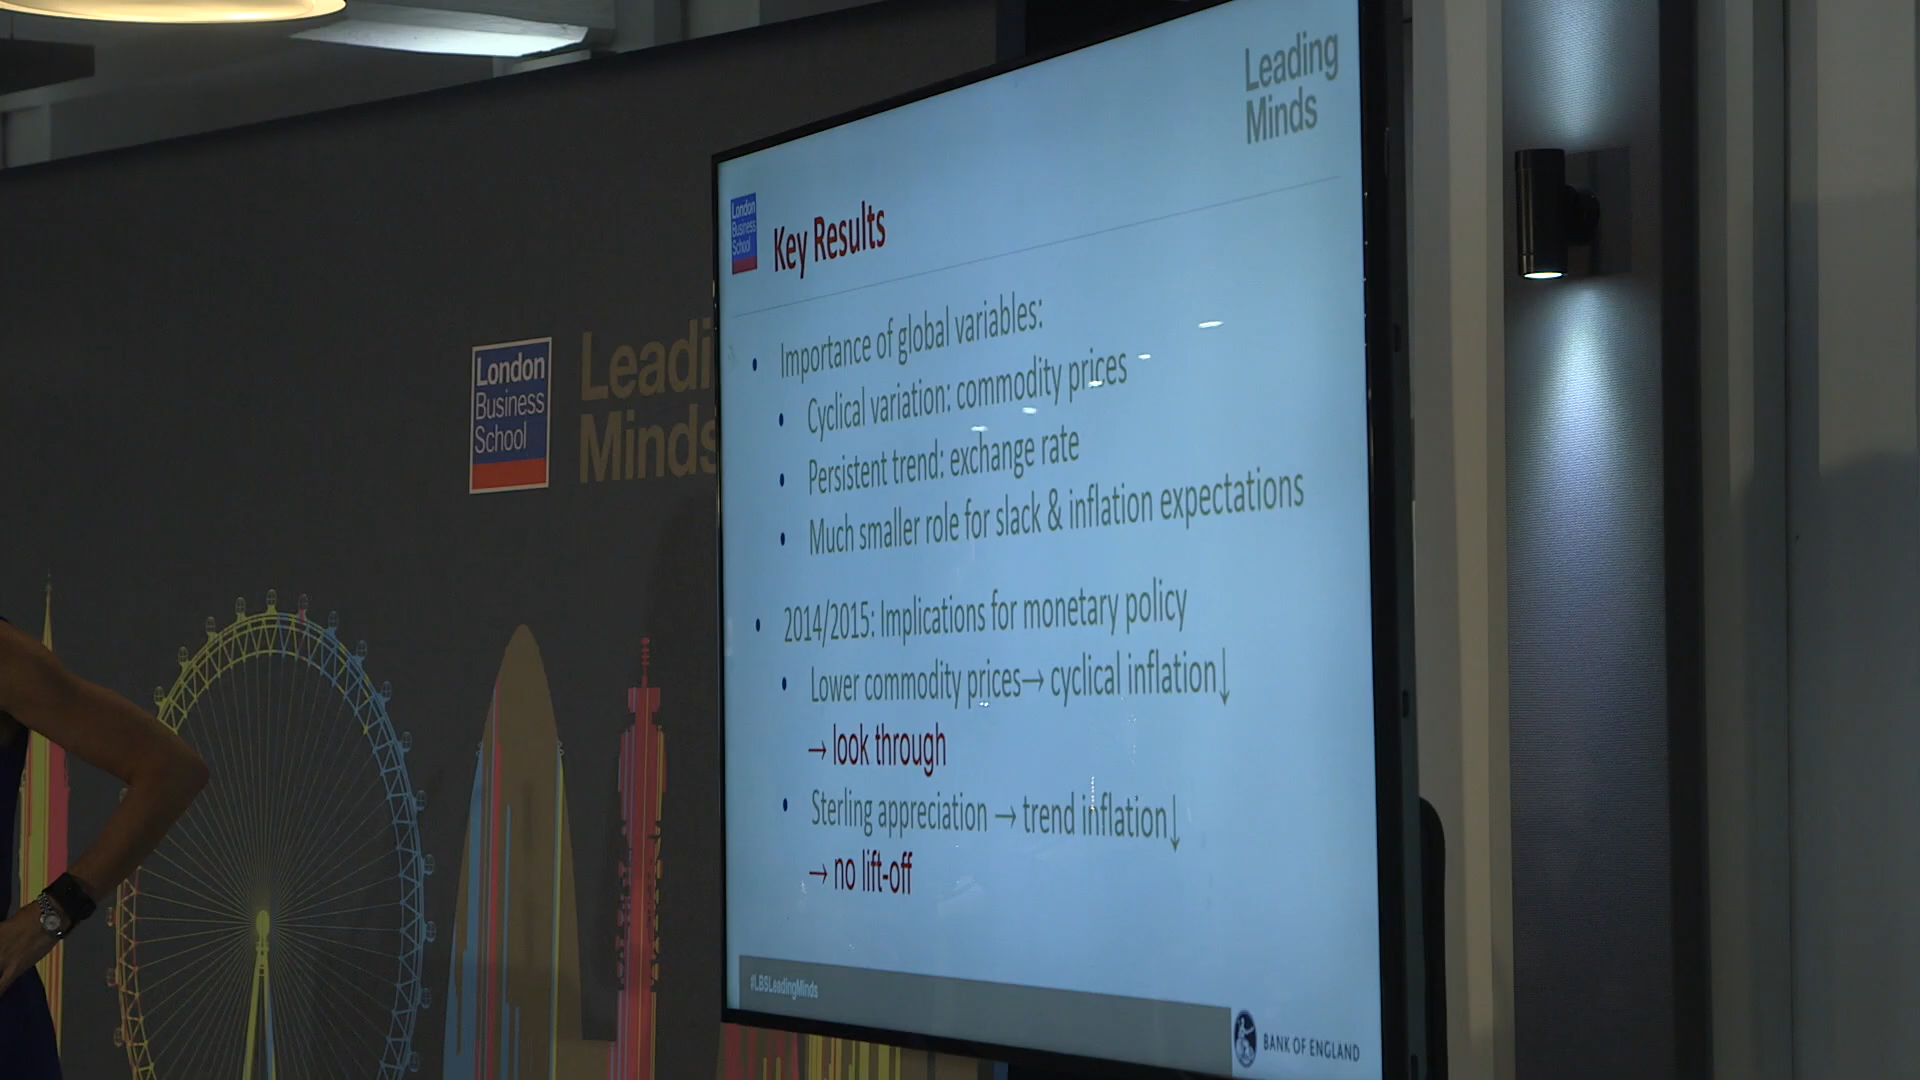 Leading
Minds
London
Business
School
Key Results
• Importance of global variables:
• Cyclical variation: commodity prices
• Persistent trend: exchange rate
• Much smaller role for slack & inflation expectations
• 2014/2015: Implications for monetary policy
• Lower commodity prices→ cyclical inflation↓
→ look through
• Sterling appreciation → trend inflation↓
→ no lift-off
#LBSLeadingMinds
BANK OF ENGLAND
London
Business
School
Leadi
Minds